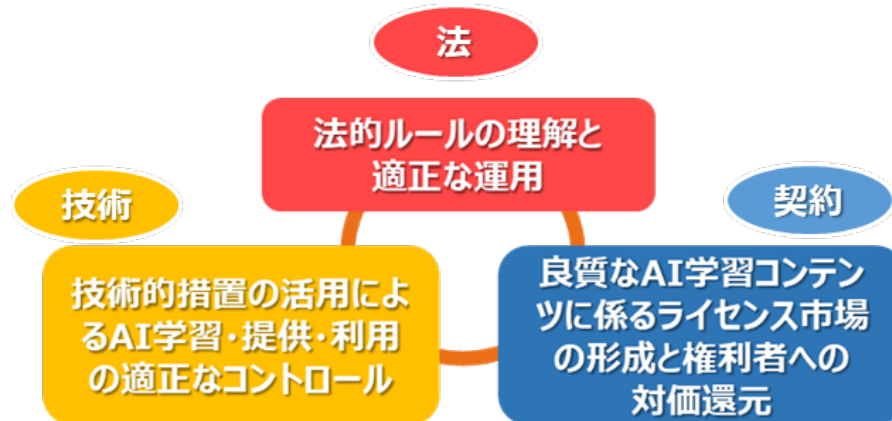 法
法的ルールの理解と
適正な運用
技術
技術的措置の活用によ
るAI学習・提供・利用
の適正なコントロール
契約
良質なAI学習コンテン
ツに係るライセンス市場
の形成と権利者への
対価還元